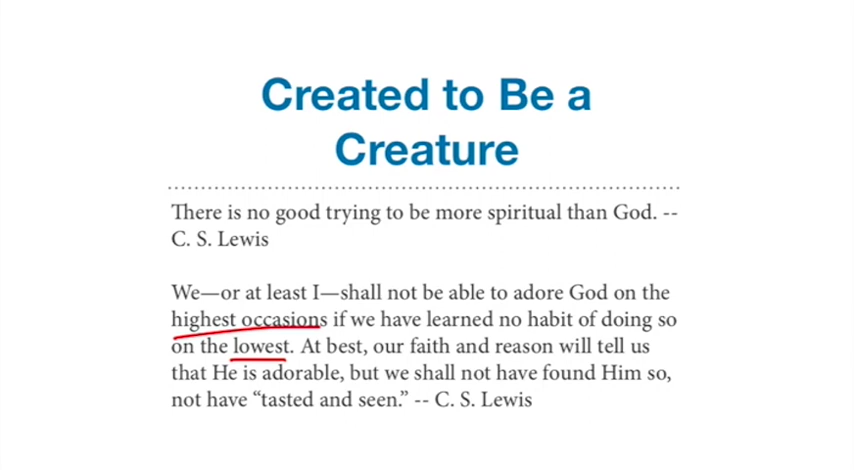 Created to Be a
Creature
There is no good trying to be more spiritual than God. --
C. S. Lewis
We—or at least I—shall not be able to adore God on the
highest occasions if we have learned no habit of doing so
on the lowest. At best, our faith and reason will tell us
that He is adorable, but we shall not have found Him so,
not have “tasted and seen.” -- C. S. Lewis